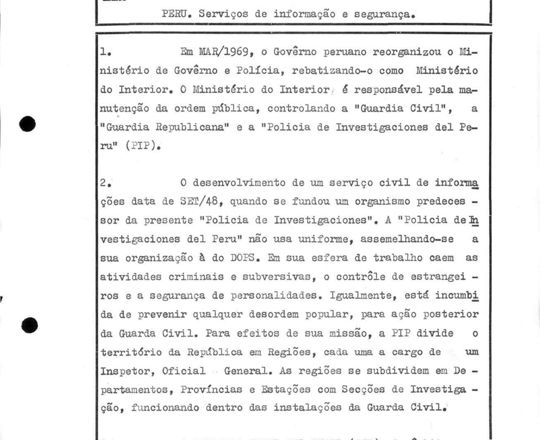 PERU. Serviços de informação e segurança.
1. Em MAR/1969, o Govêrno peruano reorganizou o Mi-
nistério de Govêrno e Polícia, rebatizando-o como Ministério
do Interior. O Ministério do Interior é responsável pela ma-
nutenção da ordem pública, controlando a "Guardia Civil", a
"Guardia Republicana" e a "Policia de Investigaciones del Pe-
ru" (PIP).
2. O desenvolvimento de um serviço civil de informa
ções data de SET/48, quando se fundou um organismo predeces -
sor da presente "Policia de Investigaciones". A "Policia de In
vestigaciones del Peru" não usa uniforme, assemelhando-se a
sua organização à do DOPS. Em sua esfera de trabalho caem as
atividades criminais e subversivas, o contrôle de estrangei -
ros e a segurança de personalidades. Igualmente, está incumbi
da de prevenir qualquer desordem popular, para ação posterior
da Guarda Civil. Para efeitos de sua missão, a PIP divide o
território da República em Regiões, cada uma a cargo de um
Inspetor, Oficial General. As regiões se subdividem em De -
partamentos, Províncias e Estações com Secções de Investiga -
ção, funcionando dentro das instalações da Guarda Civil.